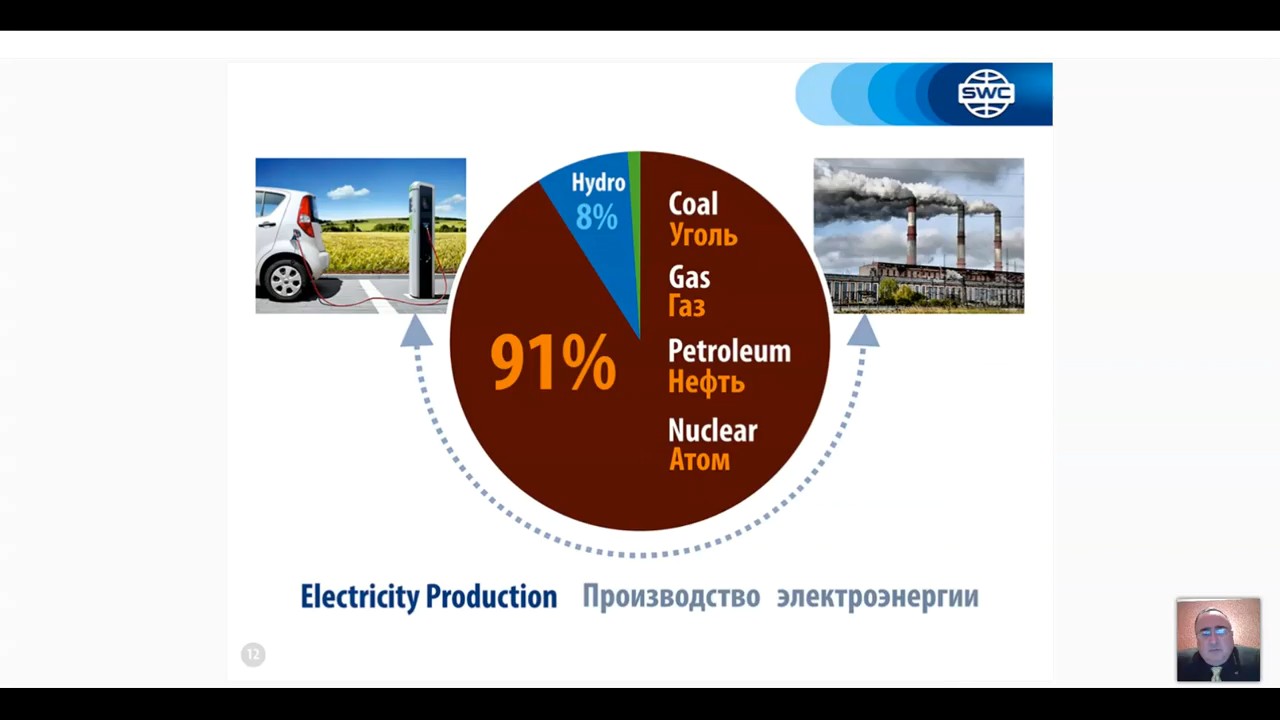 SWC
Hydro
8%
91%
Coal
Уголь
Gas
Газ
Petroleum
Нефть
Nuclear
Атом
Electricity Production Производство электроэнергии
12